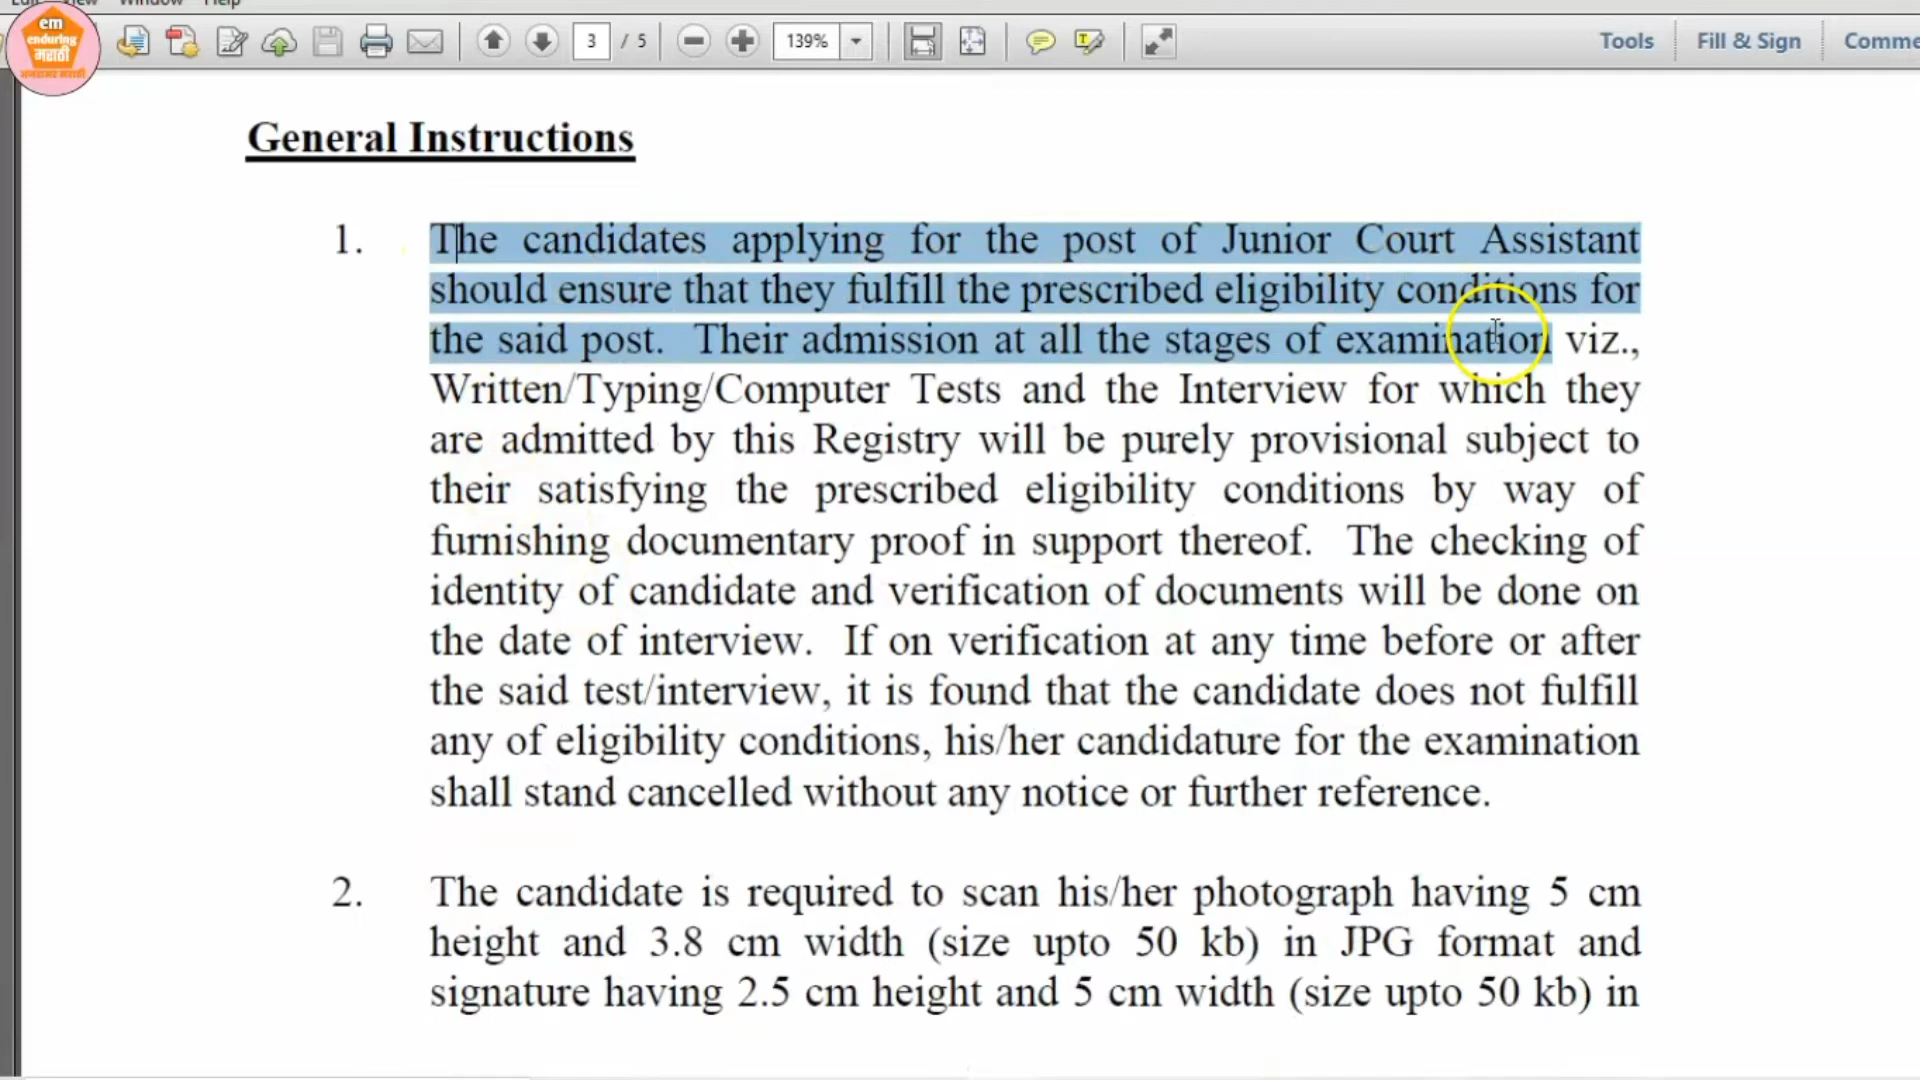 Window Help
em
enduring
मराठी
3 / 5
139%
Tools
Fill & Sign
Comme
General Instructions
1. The candidates applying for the post of Junior Court Assistant
should ensure that they fulfill the prescribed eligibility conditions for
the said post. Their admission at all the stages of examination viz.,
Written/Typing/Computer Tests and the Interview for which they
are admitted by this Registry will be purely provisional subject to
their satisfying the prescribed eligibility conditions by way of
furnishing documentary proof in support thereof. The checking of
identity of candidate and verification of documents will be done on
the date of interview. If on verification at any time before or after
the said test/interview, it is found that the candidate does not fulfill
any of eligibility conditions, his/her candidature for the examination
shall stand cancelled without any notice or further reference.
2. The candidate is required to scan his/her photograph having 5 cm
height and 3.8 cm width (size upto 50 kb) in JPG format and
signature having 2.5 cm height and 5 cm width (size upto 50 kb) in